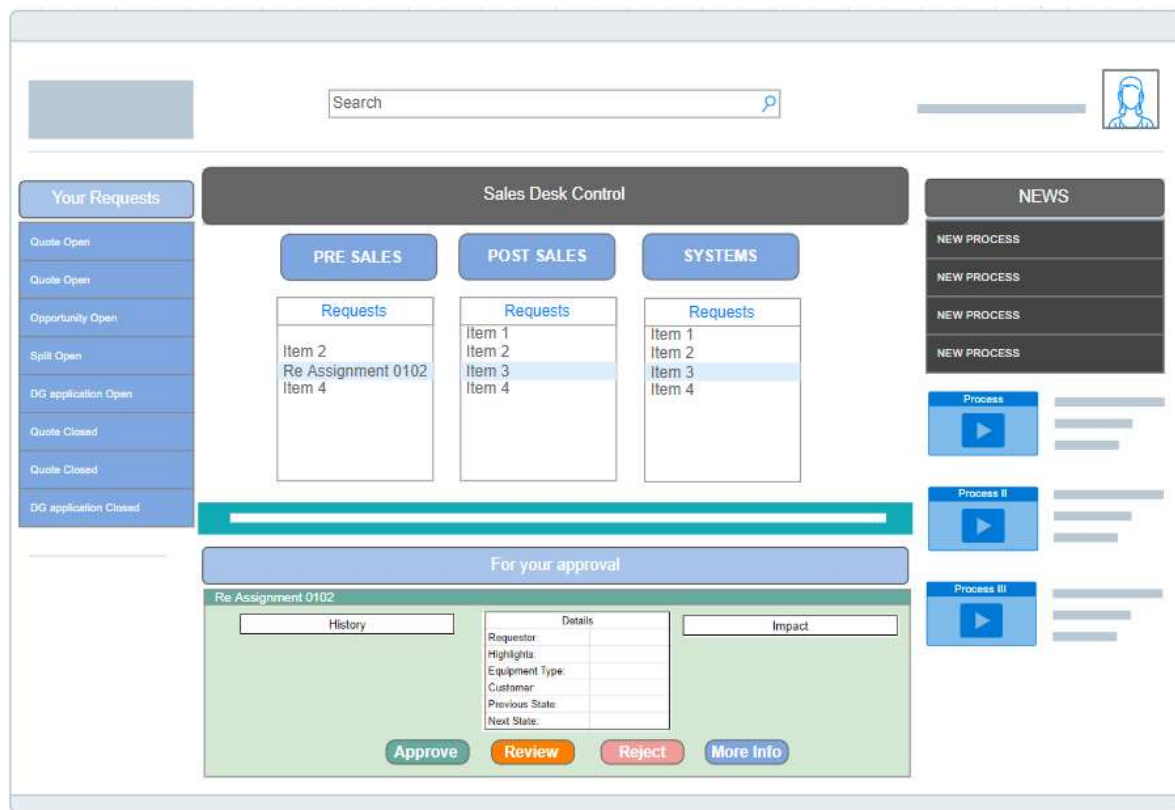 Search
Your Requests
Quote Open
Quote Open
Opportunity Open
Split Open
DG application Open
Quote Closed
Quote Closed
DG application Closed
Sales Desk Control
PRE SALES
POST SALES
SYSTEMS
Requests
Item 2
Re Assignment 0102
Item 4
Requests
Item 1
Item 2
Item 3
Item 4
Requests
Item 1
Item 2
Item 3
Item 4
For your approval
Re Assignment 0102
History
Details
Requestor:
Highlights:
Equipment Type:
Customer:
Previous State:
Next State:
Impact
Approve
Review
Reject
More Info
NEWS
NEW PROCESS
NEW PROCESS
NEW PROCESS
NEW PROCESS
Process
Process II
Process III